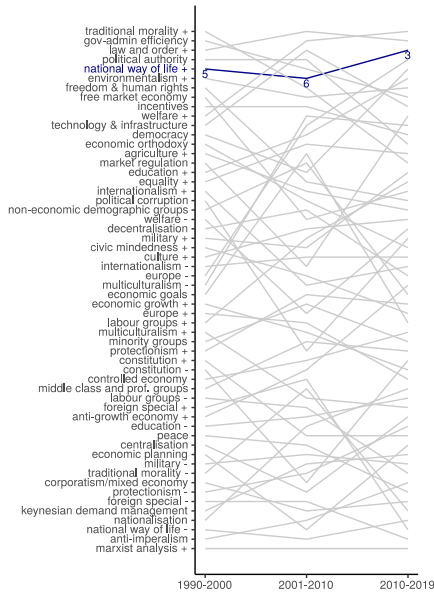 traditional morality +
gov-admin efficiency
law and order +
political authority
national way of life +
environmentalism +
freedom & human rights
free market economy
incentives
welfare +
technology & infrastructure
democracy
economic orthodoxy
agriculture +
market regulation
education +
equality +
internationalism +
political corruption
non-economic demographic groups
welfare -
decentralisation
military +
civic mindedness +
culture +
internationalism -
europe -
multiculturalism -
economic goals
economic growth +
europe +
labour groups +
multiculturalism +
minority groups
protectionism +
constitution +
constitution -
controlled economy
middle class and prof. groups
labour groups -
foreign special +
anti-growth economy +
education -
peace
centralisation
economic planning
military -
traditional morality -
corporatism/mixed economy
protectionism -
foreign special -
keynesian demand management
nationalisation
national way of life -
anti-imperialism
marxist analysis +
5
6
3
1990-2000
2001-2010
2010-2019